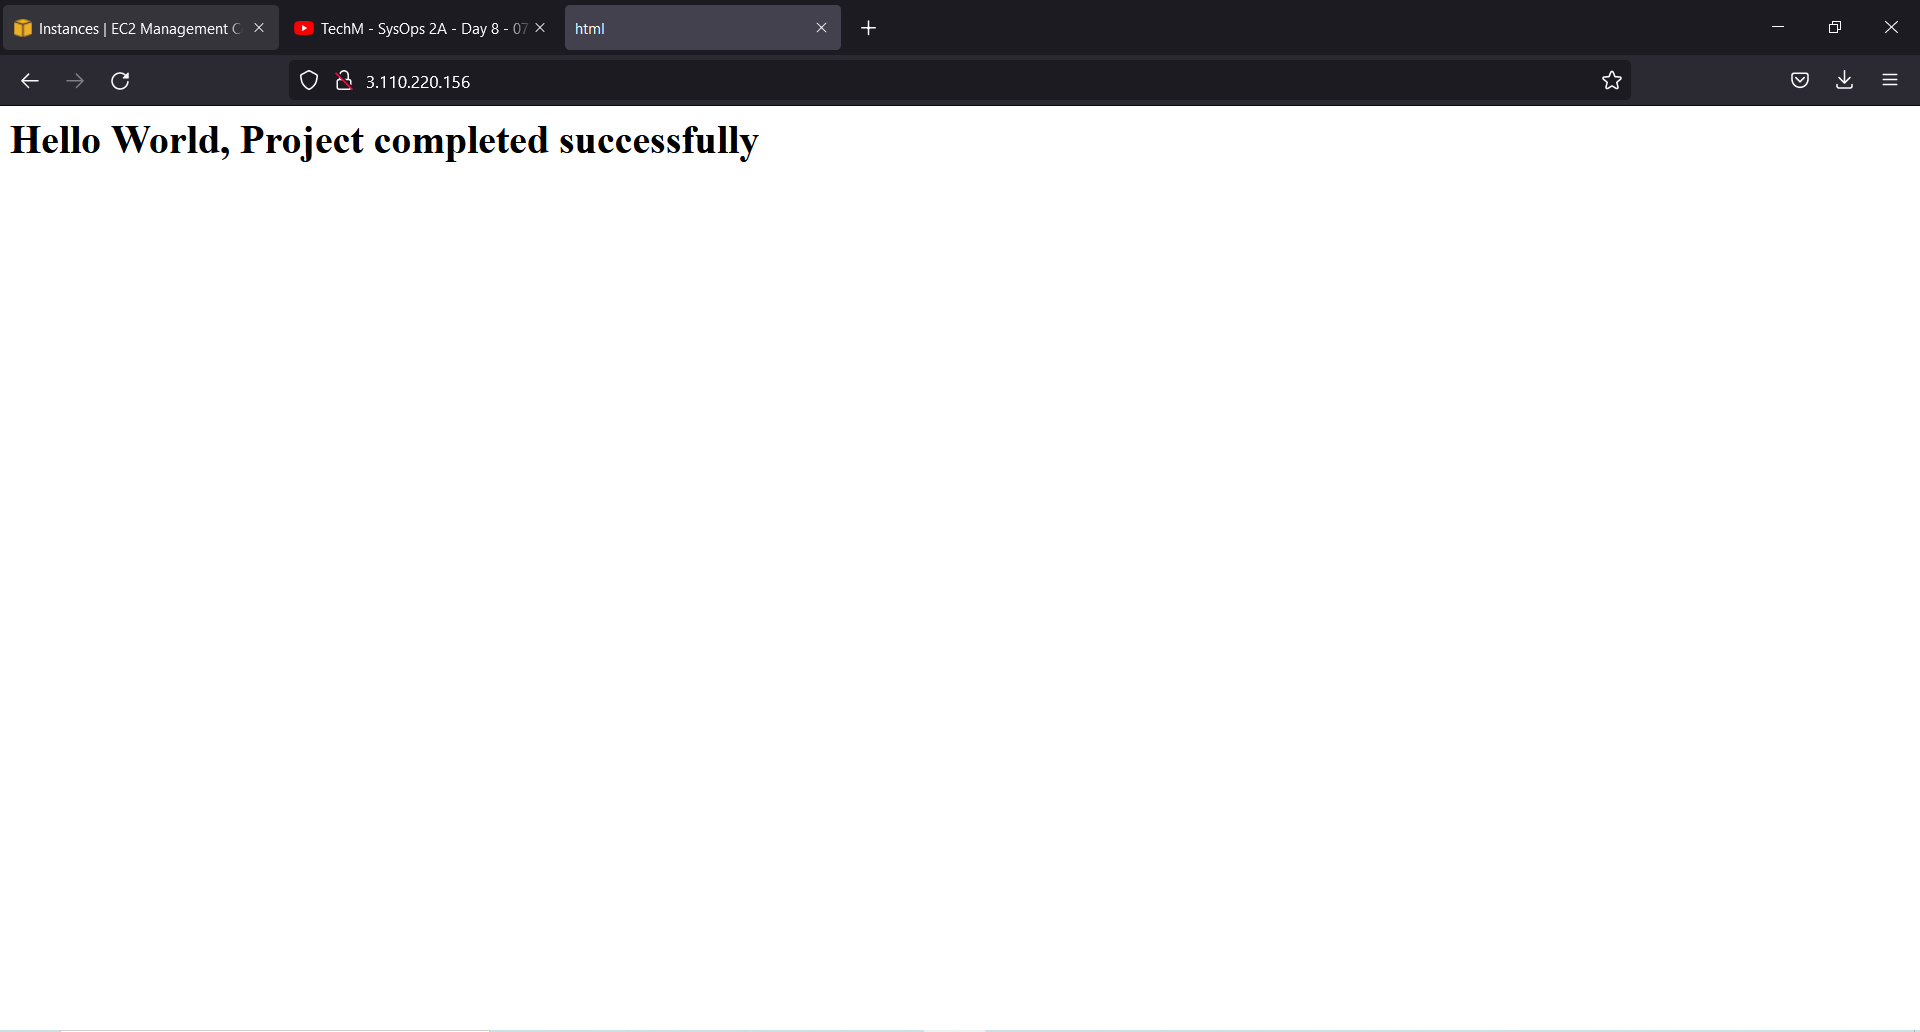 Instances | EC2 Management C
TechM - SysOps 2A - Day 8 - 07
html
3.110.220.156
Hello World, Project completed successfully